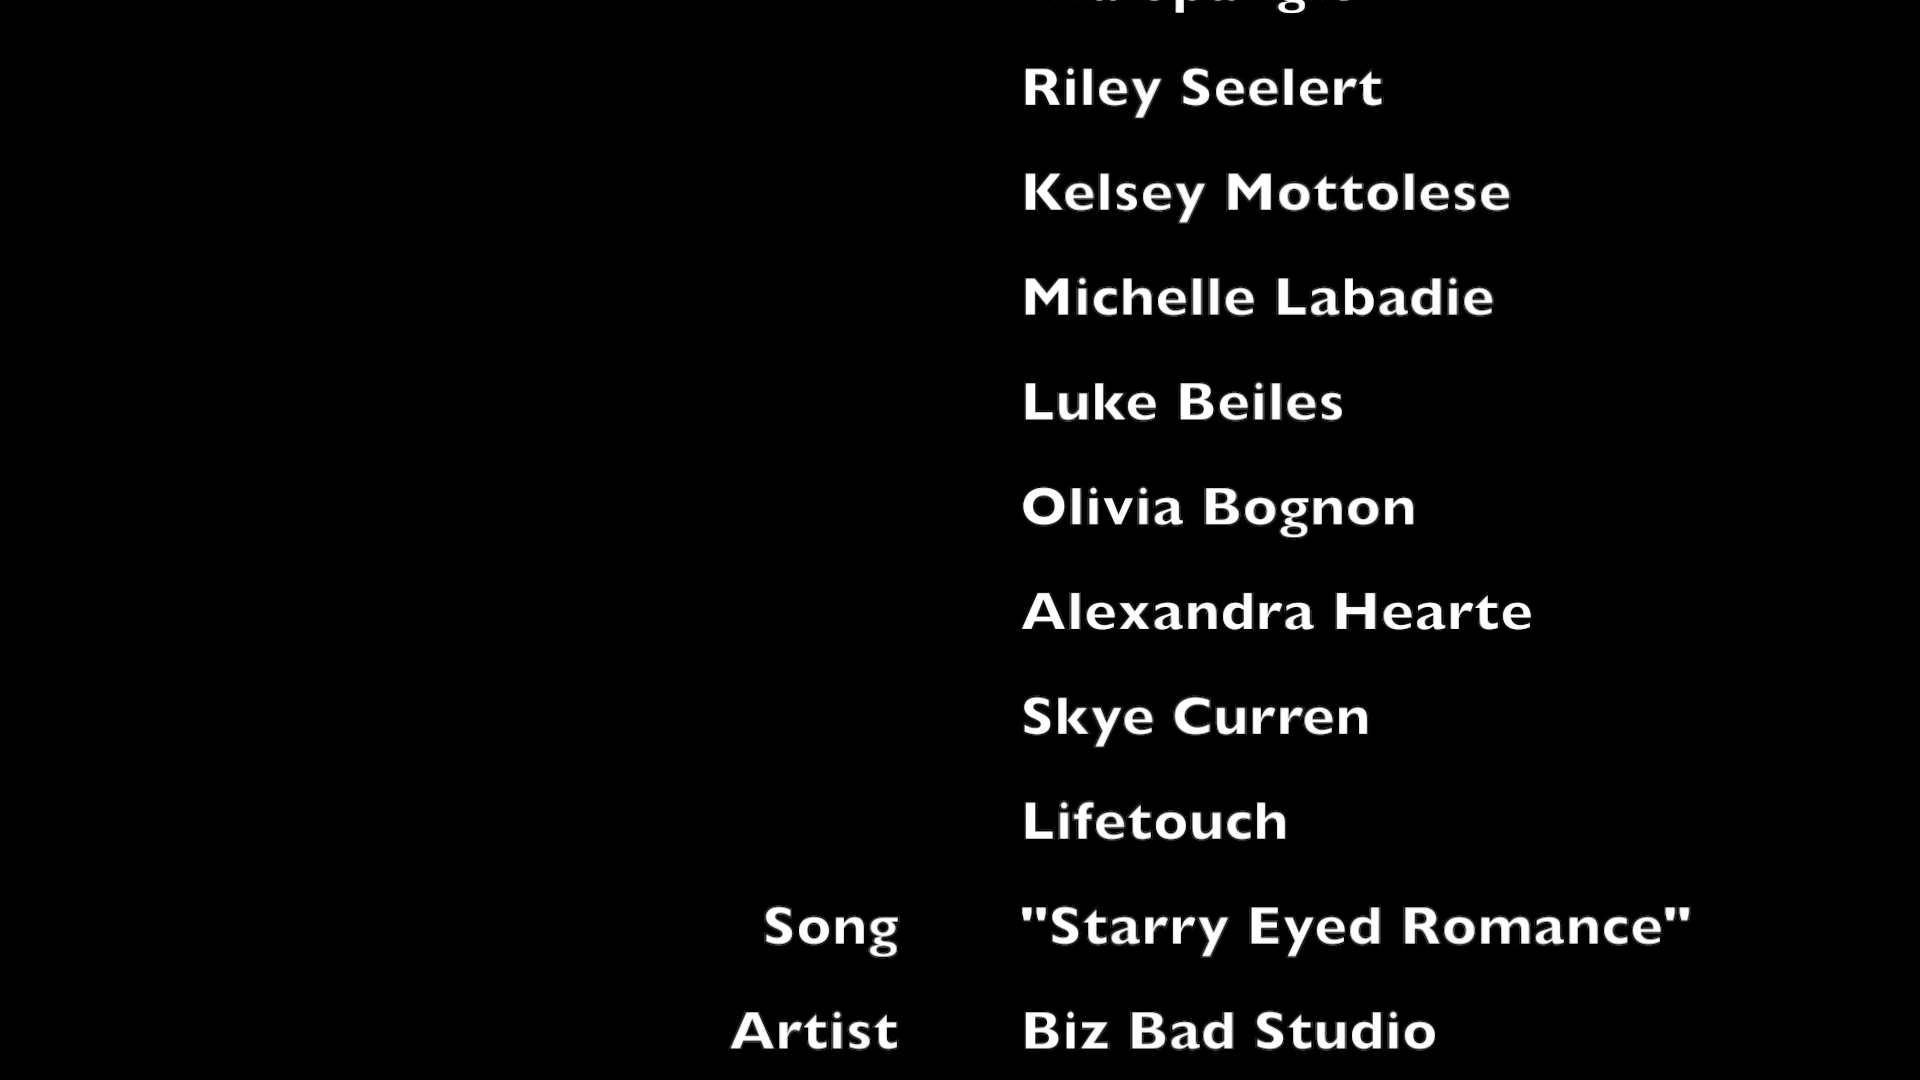 Riley Seelert
Kelsey Mottolese
Michelle Labadie
Luke Beiles
Olivia Bognon
Alexandra Hearte
Skye Curren
Lifetouch
Song "Starry Eyed Romance"
Artist Biz Bad Studio